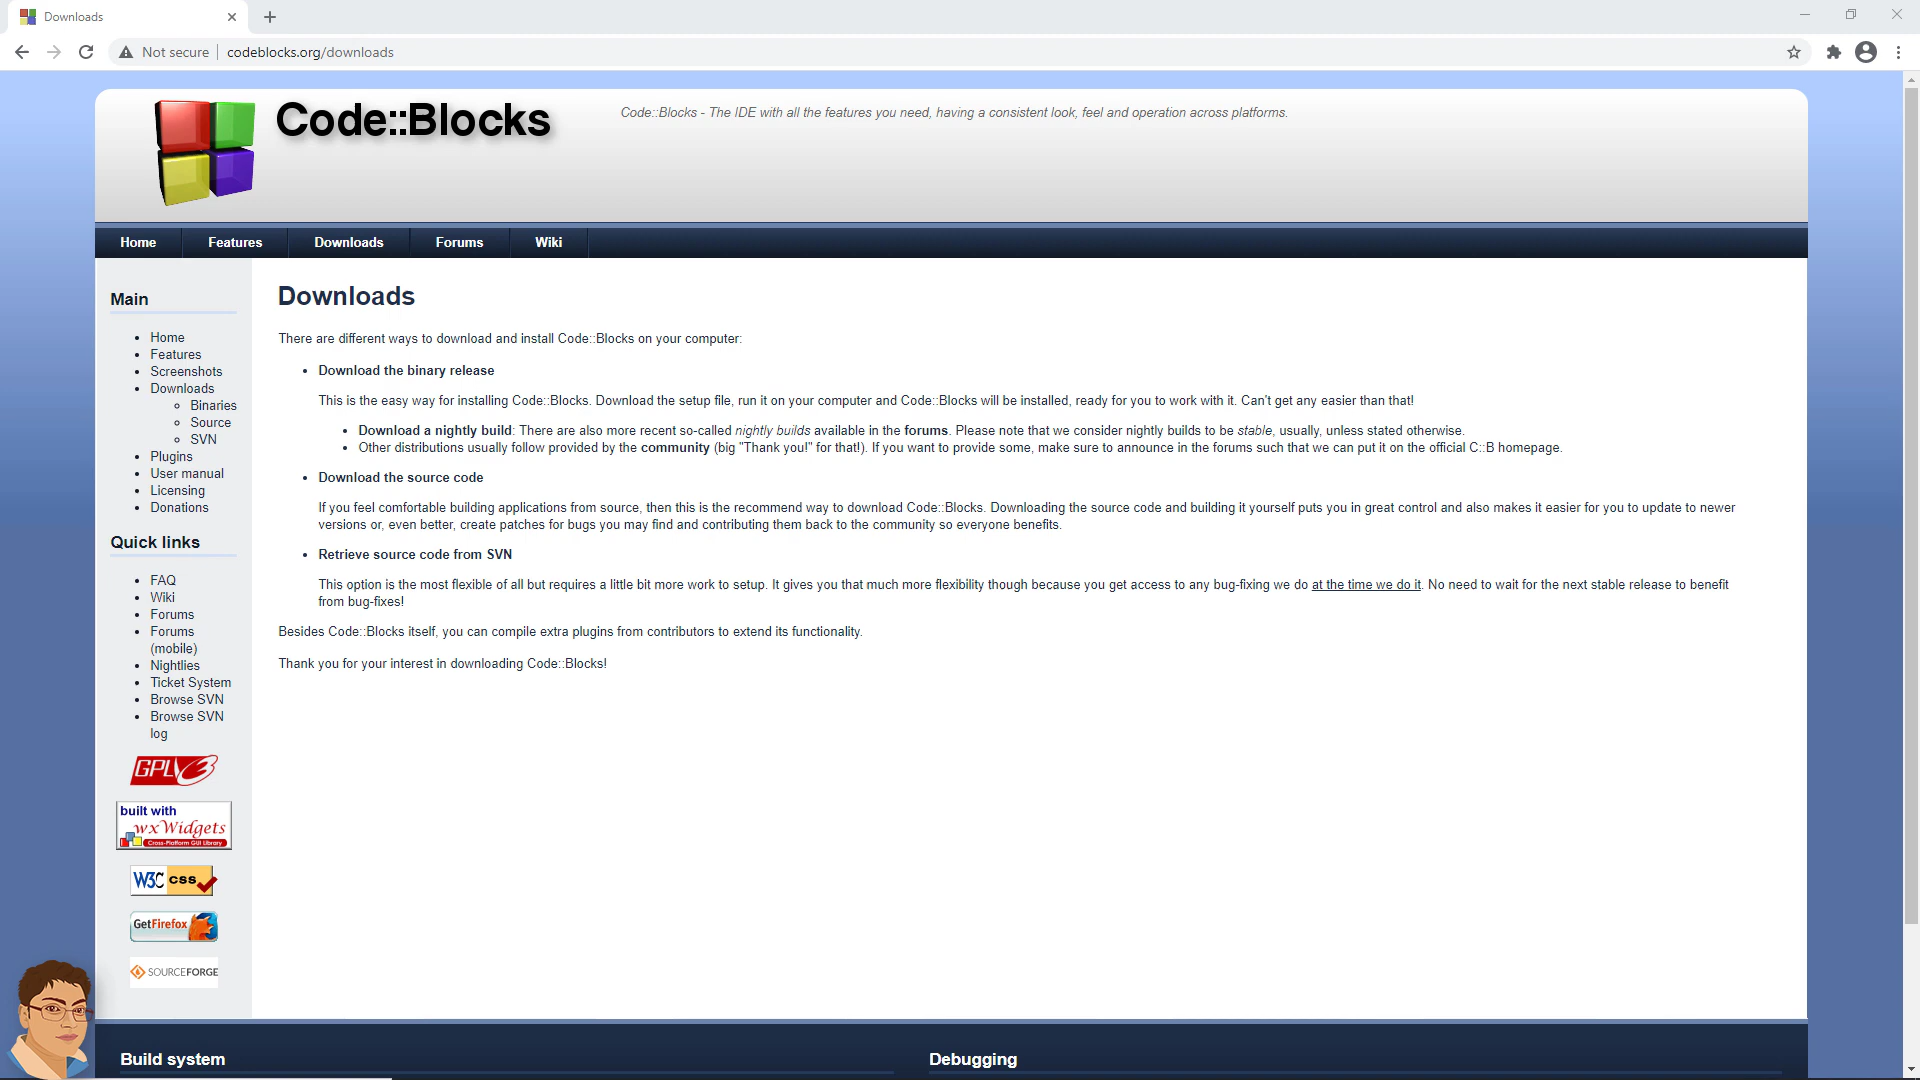 Downloads
Not secure
codeblocks.org/downloads
Code::Blocks
Code::Blocks - The IDE with all the features you need, having a consistent look, feel and operation across platforms.
Home
Features
Downloads
Forums
Wiki
Main
Home
Features
Screenshots
Downloads
Binaries
Source
SVN
Plugins
User manual
Licensing
Donations
Quick links
FAQ
Wiki
Forums
Forums
(mobile)
Nightlies
Ticket System
Browse SVN
Browse SVN
log
GPLv3
built with
wxWidgets
Cross-Platform GUI Library
W3C css
GetFirefox
SOURCEFORGE
Downloads
There are different ways to download and install Code::Blocks on your computer:
Download the binary release
This is the easy way for installing Code::Blocks. Download the setup file, run it on your computer and Code::Blocks will be installed, ready for you to work with it. Can't get any easier than that!
Download a nightly build: There are also more recent so-called nightly builds available in the forums. Please note that we consider nightly builds to be stable, usually, unless stated otherwise.
Other distributions usually follow provided by the community (big "Thank you!" for that!). If you want to provide some, make sure to announce in the forums such that we can put it on the official C::B homepage.
Download the source code
If you feel comfortable building applications from source, then this is the recommend way to download Code::Blocks. Downloading the source code and building it yourself puts you in great control and also makes it easier for you to update to newer
versions or, even better, create patches for bugs you may find and contributing them back to the community so everyone benefits.
Retrieve source code from SVN
This option is the most flexible of all but requires a little bit more work to setup. It gives you that much more flexibility though because you get access to any bug-fixing we do at the time we do it. No need to wait for the next stable release to benefit
from bug-fixes!
Besides Code::Blocks itself, you can compile extra plugins from contributors to extend its functionality.
Thank you for your interest in downloading Code::Blocks!
Build system
Debugging